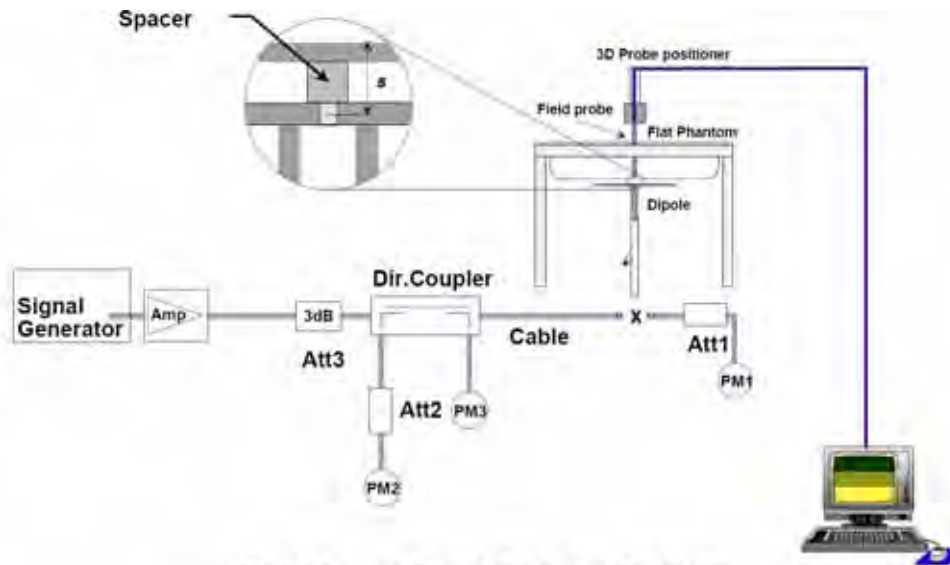 Spacer
s
3D Probe positioner
Field probe
Flat Phantom
Dipole
Dir.Coupler
Signal
Generator
Amp
3dB
Att3
Cable
x
Att1
PM1
Att2
PM3
PM2